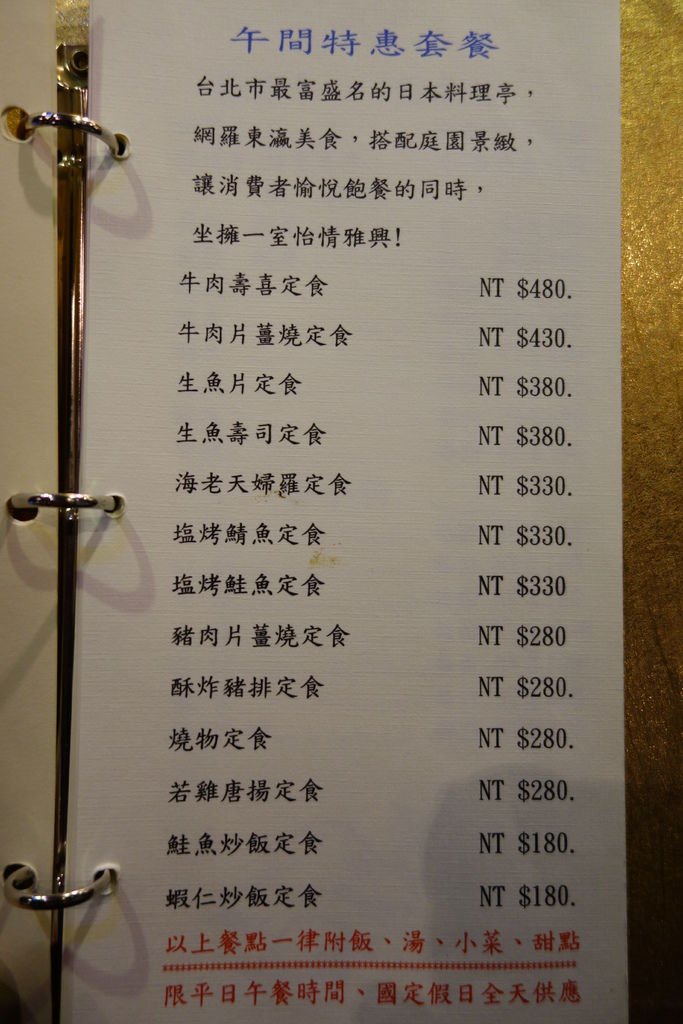 午間特惠套餐
台北市最富盛名的日本料理亭，
網羅東瀛美食，搭配庭園景緻，
讓消費者愉悅飽餐的同時，
坐擁一室怡情雅興!
牛肉壽喜定食 NT $480.
牛肉片薑燒定食 NT $430.
生魚片定食 NT $380.
生魚壽司定食 NT $380.
海老天婦羅定食 NT $330.
塩烤鯖魚定食 NT $330.
塩烤鮭魚定食 NT $330
豬肉片薑燒定食 NT $280
酥炸豬排定食 NT $280.
燒物定食 NT $280.
若雞唐揚定食 NT $280.
鮭魚炒飯定食 NT $180.
蝦仁炒飯定食 NT $180.
以上餐點一律附飯、湯、小菜、甜點
限平日午餐時間、國定假日全天供應